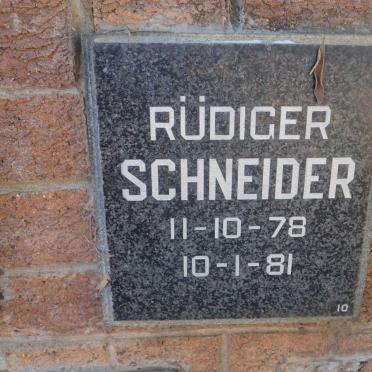 RÜDIGER
SCHNEIDER
11-10-78
10-1-81
10